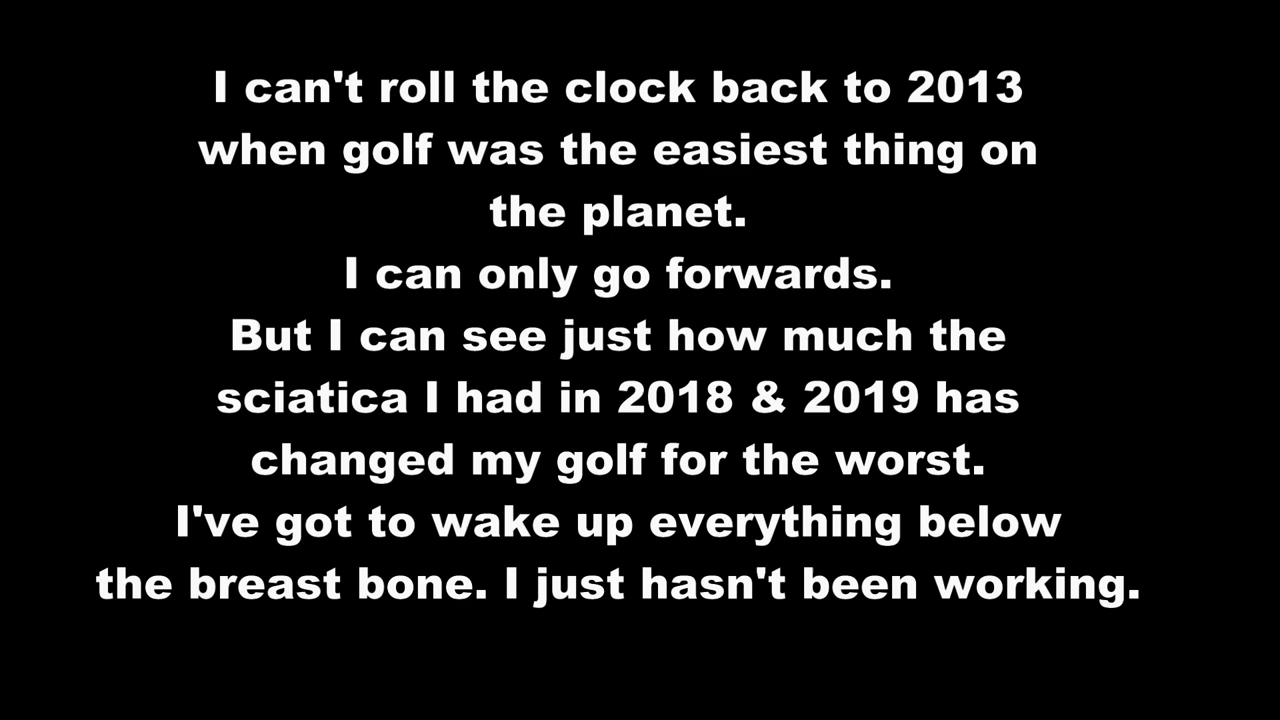 I can't roll the clock back to 2013
when golf was the easiest thing on
the planet.
I can only go forwards.
But I can see just how much the
sciatica I had in 2018 & 2019 has
changed my golf for the worst.
I've got to wake up everything below
the breast bone. I just hasn't been working.